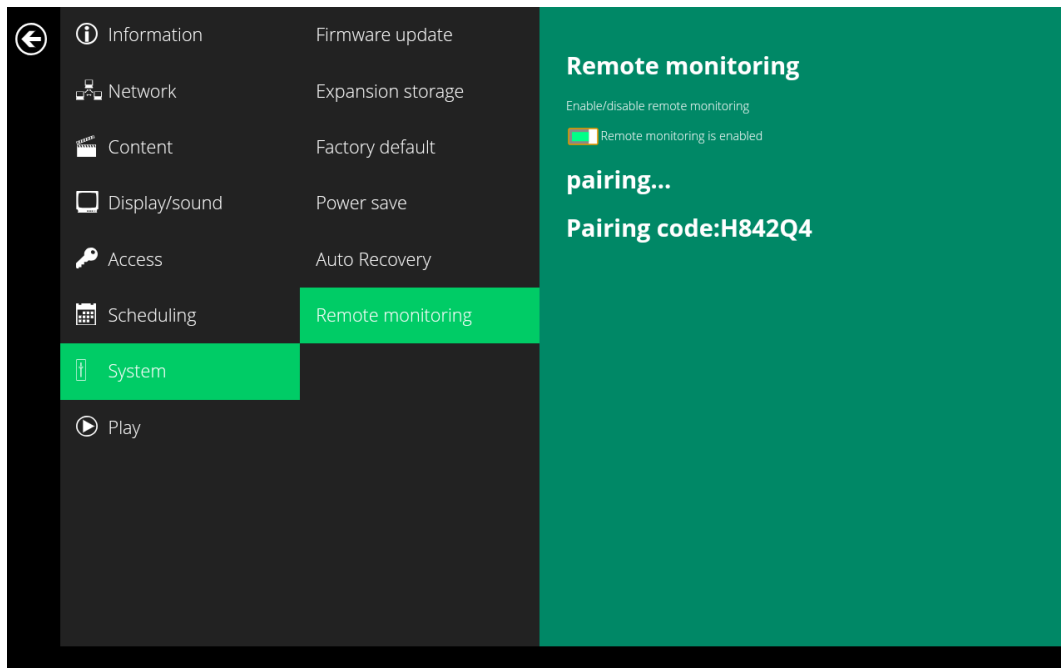 Information
Network
Content
Display/sound
Access
Scheduling
System
Play
Firmware update
Expansion storage
Factory default
Power save
Auto Recovery
Remote monitoring
Remote monitoring
Enable/disable remote monitoring
Remote monitoring is enabled
pairing...
Pairing code:H842Q4